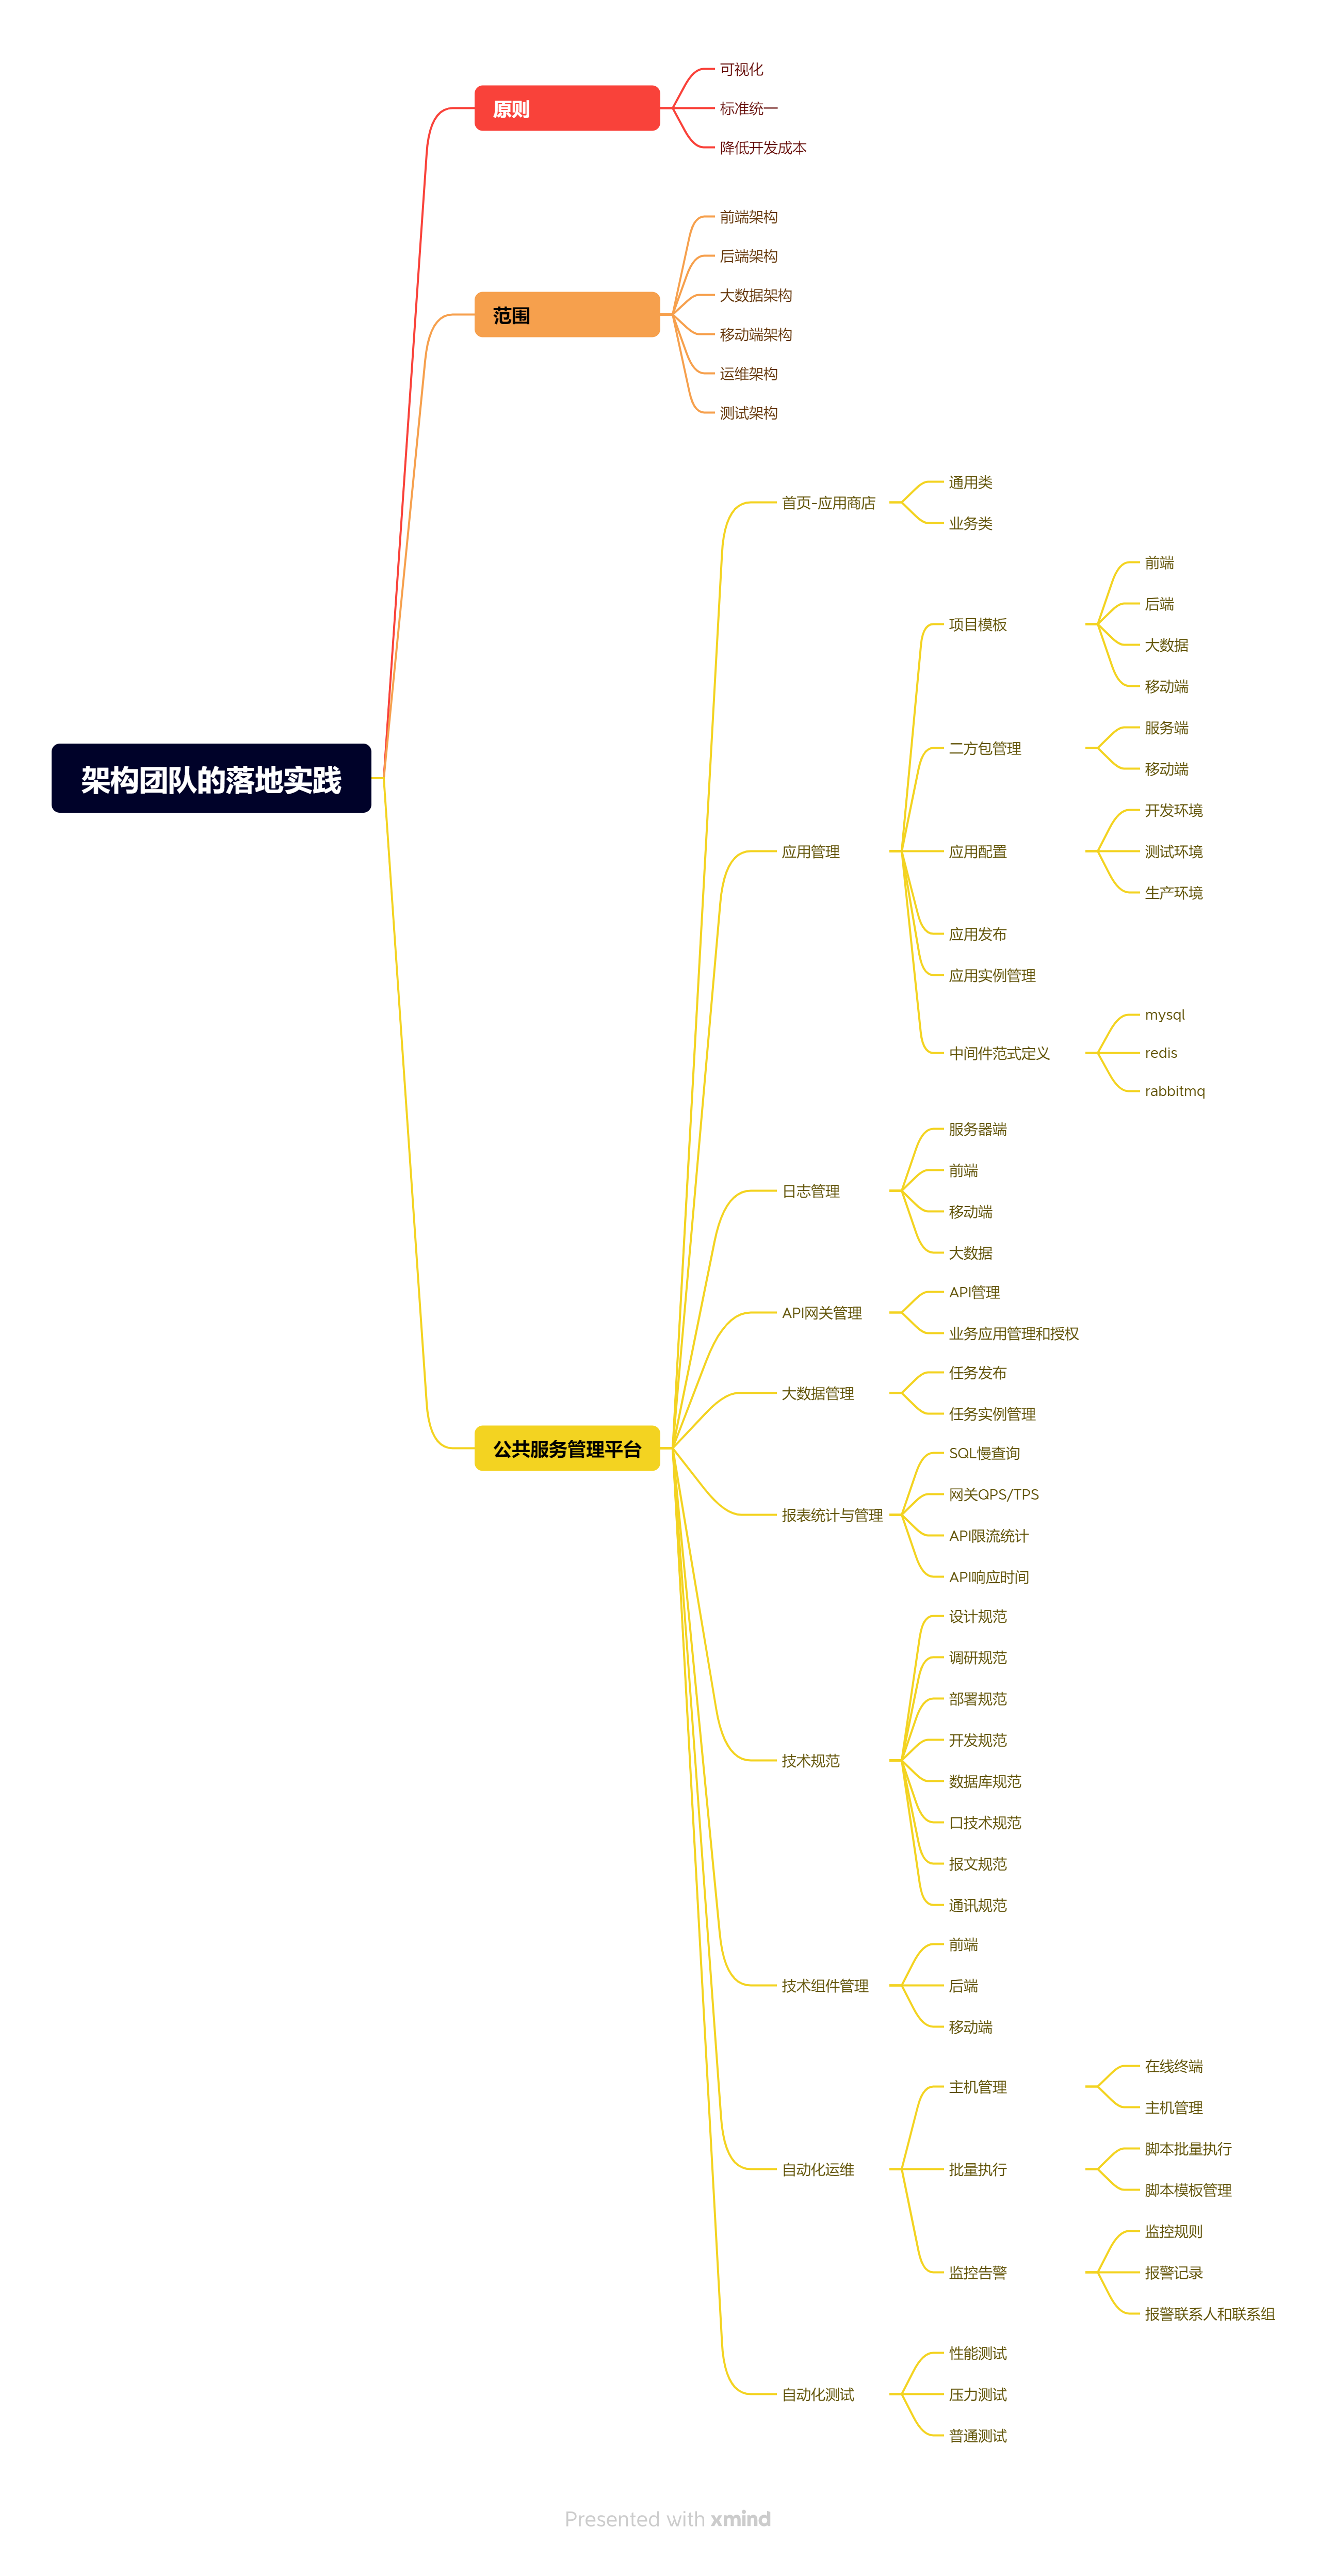 架构团队的落地实践
原则
可视化
标准统一
降低开发成本
范围
前端架构
后端架构
大数据架构
移动端架构
运维架构
测试架构
公共服务管理平台
首页-应用商店
通用类
业务类
应用管理
项目模板
前端
后端
大数据
移动端
二方包管理
服务端
移动端
应用配置
开发环境
测试环境
生产环境
应用发布
应用实例管理
中间件范式定义
mysql
redis
rabbitmq
日志管理
服务器端
前端
移动端
大数据
API网关管理
API管理
业务应用管理和授权
大数据管理
任务发布
任务实例管理
报表统计与管理
SQL慢查询
网关QPS/TPS
API限流统计
API响应时间
技术规范
设计规范
调研规范
部署规范
开发规范
数据库规范
口技术规范
报文规范
通讯规范
技术组件管理
前端
后端
移动端
自动化运维
主机管理
在线终端
主机管理
批量执行
脚本批量执行
脚本模板管理
监控告警
监控规则
报警记录
报警联系人和联系组
自动化测试
性能测试
压力测试
普通测试
Presented with xmind